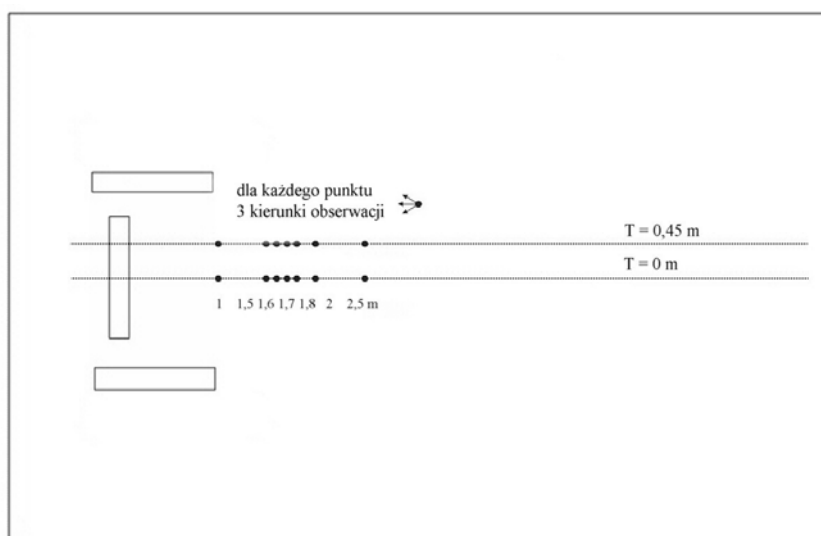 dla każdego punktu
3 kierunki obserwacji
T = 0,45 m
T = 0 m
1 1,5 1,6 1,7 1,8 2 2,5 m